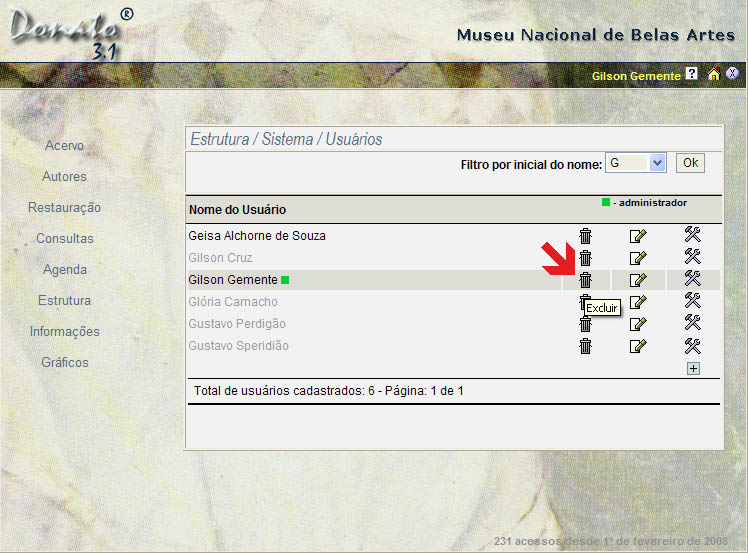 Donato ®
3.1
Museu Nacional de Belas Artes
Gilson Gemente ? X
Acervo
Autores
Restauração
Consultas
Agenda
Estrutura
Informações
Gráficos
Estrutura / Sistema / Usuários
Filtro por inicial do nome: G Ok
Nome do Usuário - administrador
Geisa Alchorne de Souza
Gilson Cruz
Gilson Gemente
Glória Camacho
Excluir
Gustavo Perdigão
Gustavo Speridião
+
Total de usuários cadastrados: 6 - Página: 1 de 1
231 acessos desde 1º de fevereiro de 2008